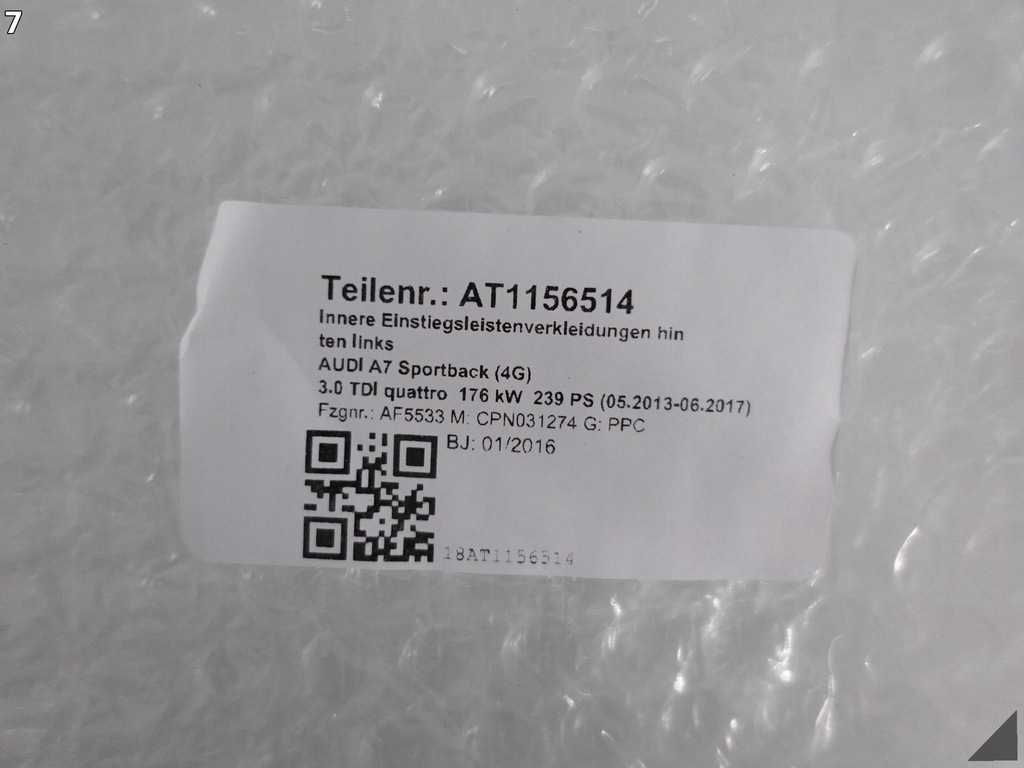 7
Teilenr.: AT1156514
Innere Einstiegsleistenverkleidungen hin
ten links
AUDI A7 Sportback (4G)
3.0 TDI quattro 176 kW 239 PS (05.2013-06.2017)
Fzgnr.: AF5533 M: CPN031274 G: PPC
BJ: 01/2016
18AT1156514